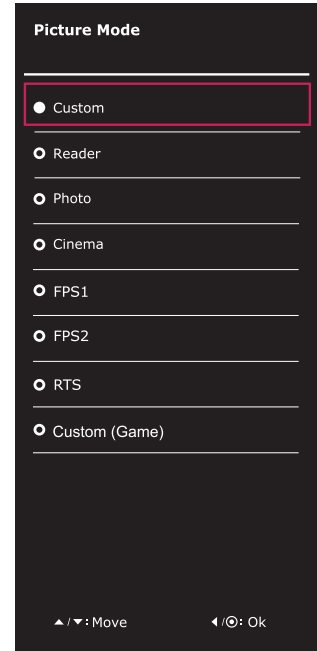 Picture Mode
Custom
Reader
Photo
Cinema
FPS1
FPS2
RTS
Custom (Game)
▲/▼: Move ◀/⦿: Ok